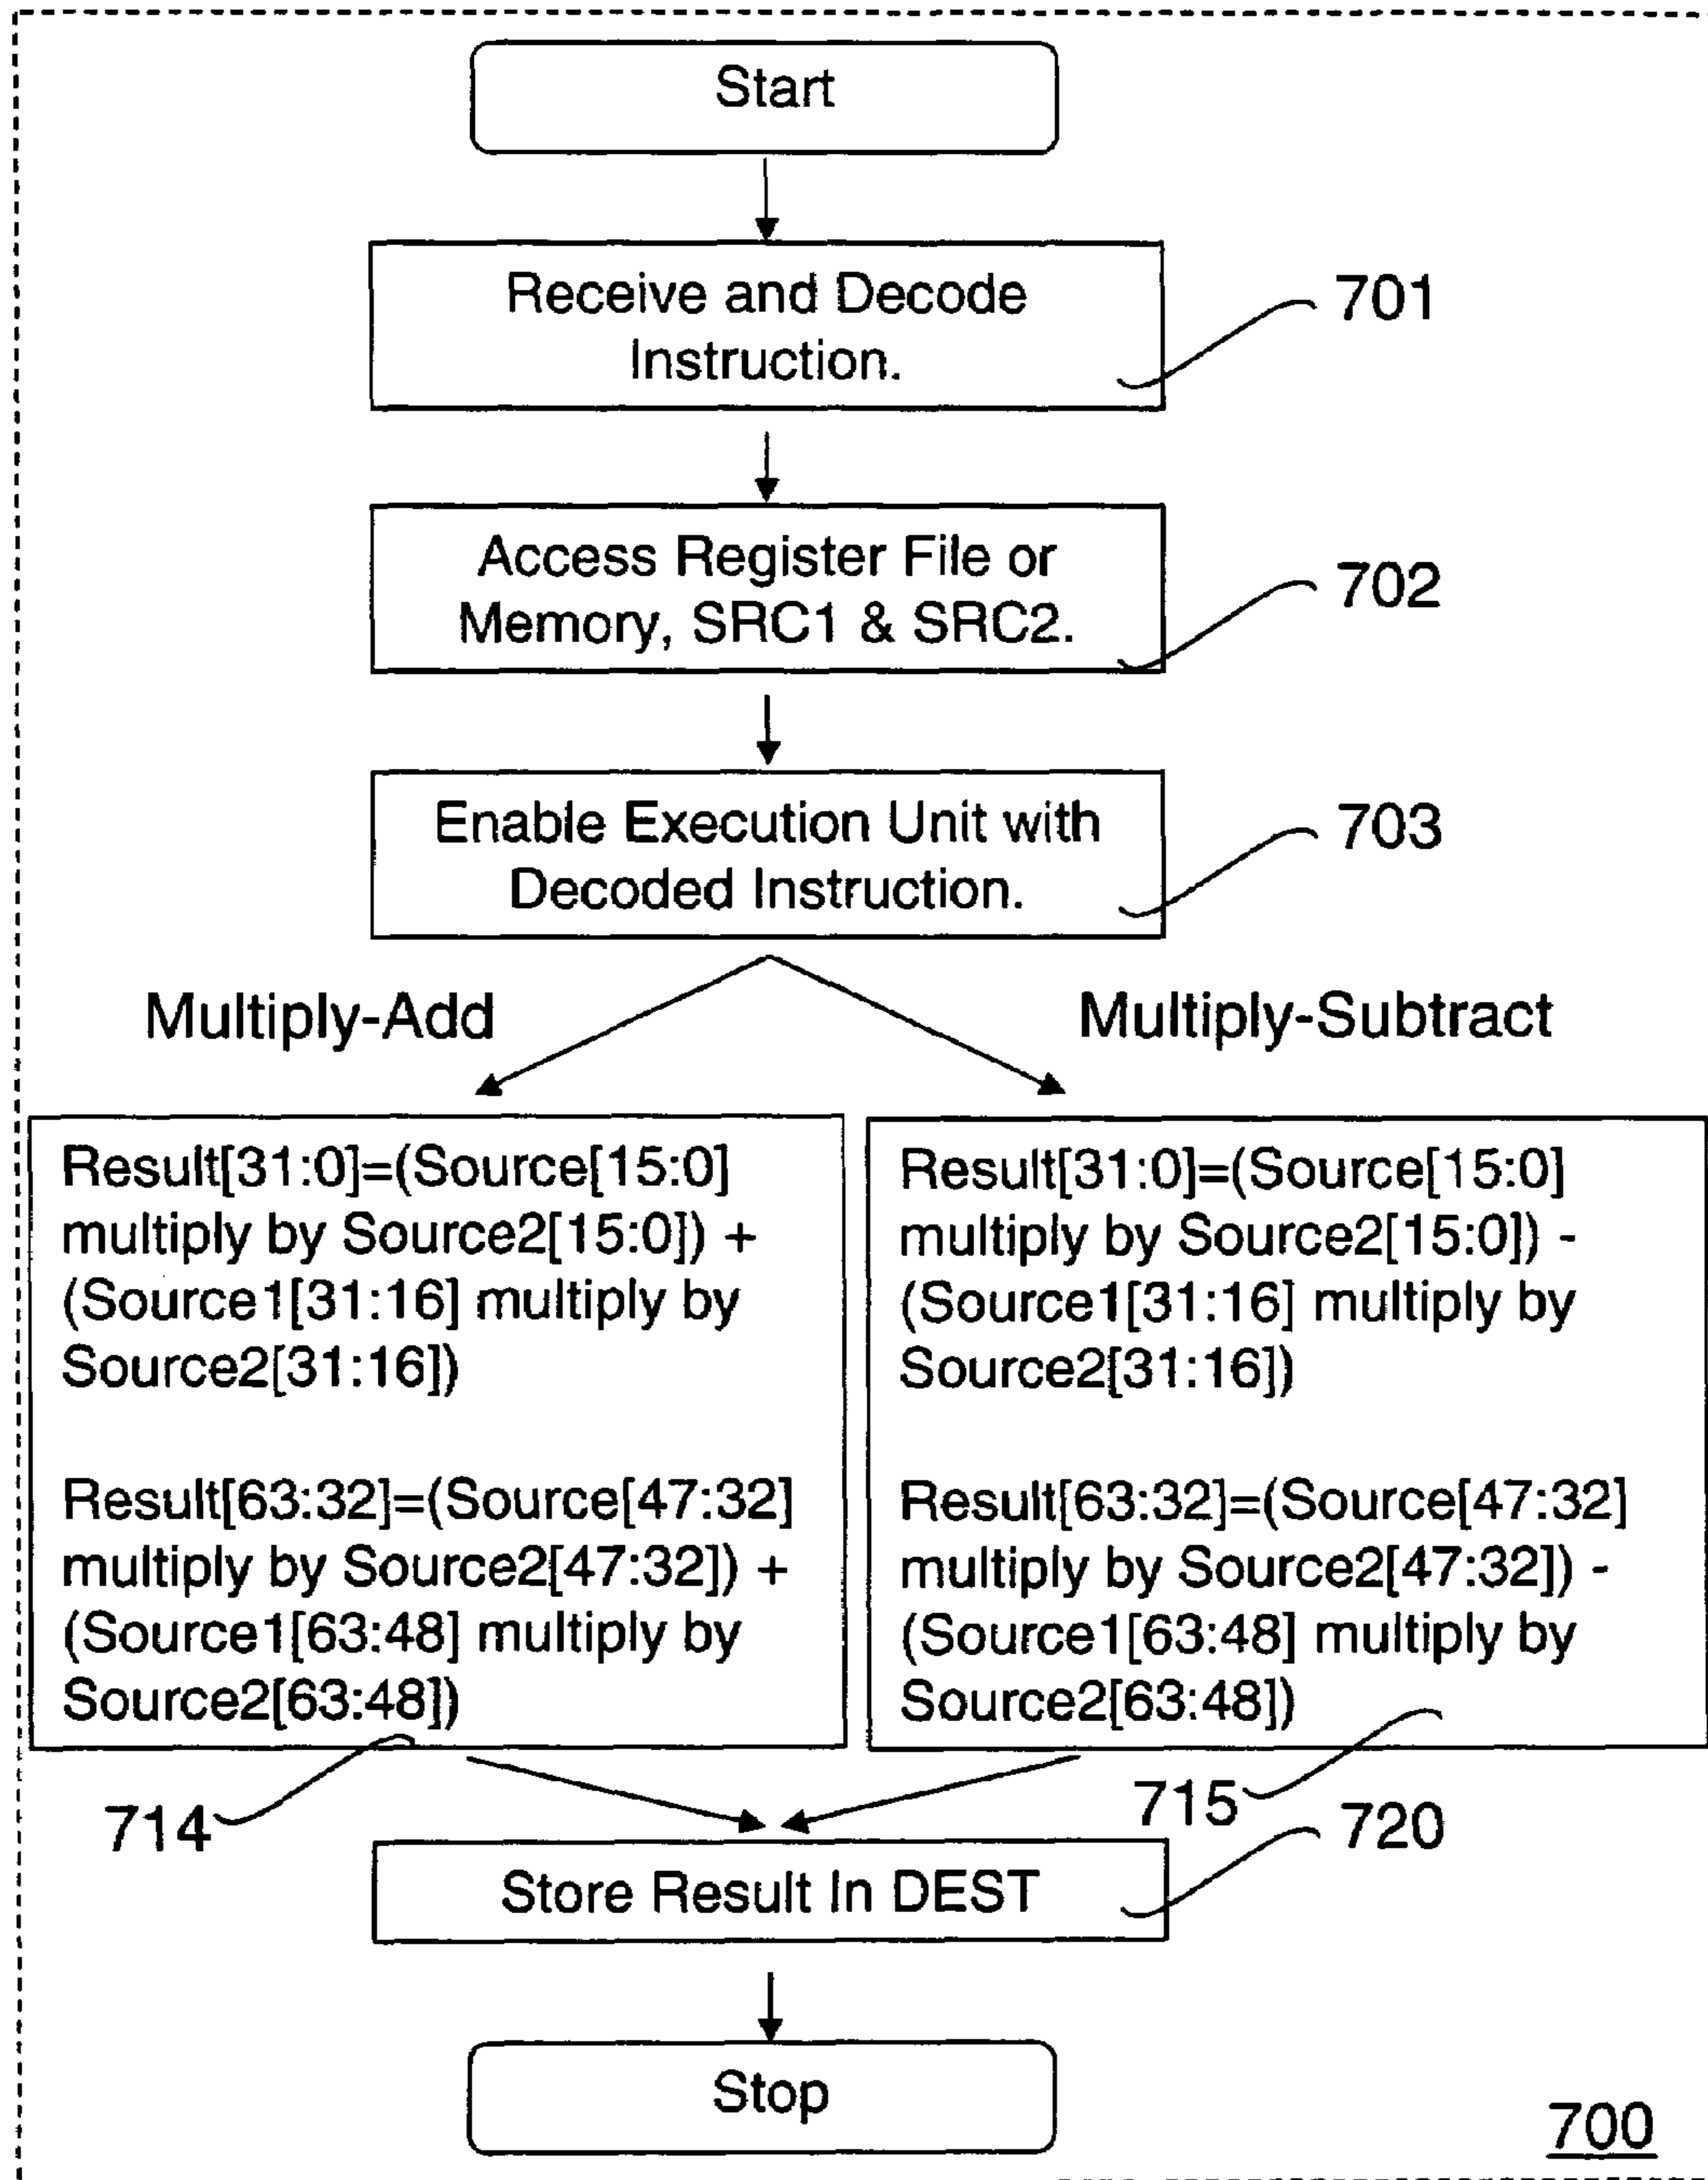 Start
Receive and Decode
Instruction.
701
Access Register File or
Memory, SRC1 & SRC2.
702
Enable Execution Unit with
Decoded Instruction.
703
Multiply-Add
Multiply-Subtract
Result[31:0]=(Source[15:0]
multiply by Source2[15:0]) +
(Source1[31:16] multiply by
Source2[31:16])
Result[63:32]=(Source[47:32]
multiply by Source2[47:32]) +
(Source1[63:48] multiply by
Source2[63:48])
714
Result[31:0]=(Source[15:0]
multiply by Source2[15:0]) -
(Source1[31:16] multiply by
Source2[31:16])
Result[63:32]=(Source[47:32]
multiply by Source2[47:32]) -
(Source1[63:48] multiply by
Source2[63:48])
715
Store Result In DEST
720
Stop
700